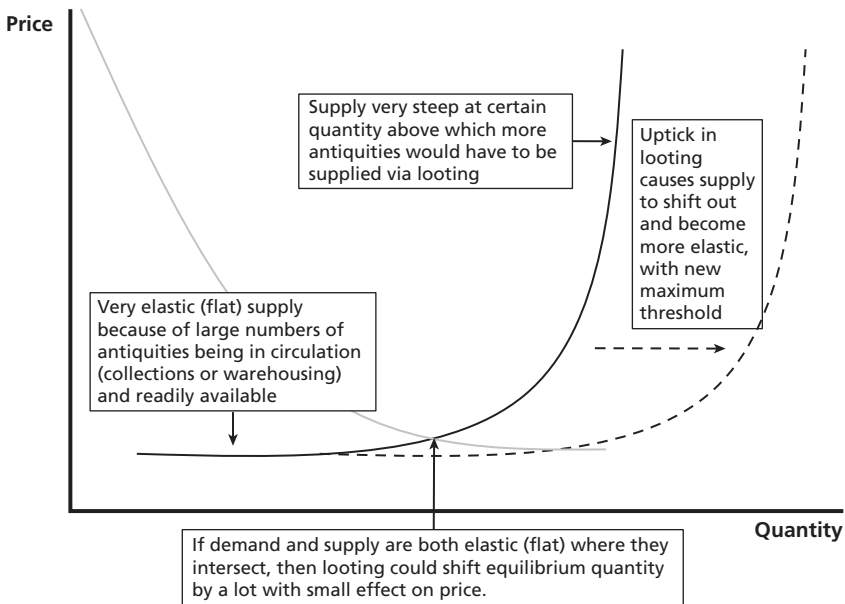 Price
Supply very steep at certain
quantity above which more
antiquities would have to be
supplied via looting
Uptick in
looting
causes supply
to shift out
and become
more elastic,
with new
maximum
threshold
Very elastic (flat) supply
because of large numbers of
antiquities being in circulation
(collections or warehousing)
and readily available
Quantity
If demand and supply are both elastic (flat) where they
intersect, then looting could shift equilibrium quantity
by a lot with small effect on price.